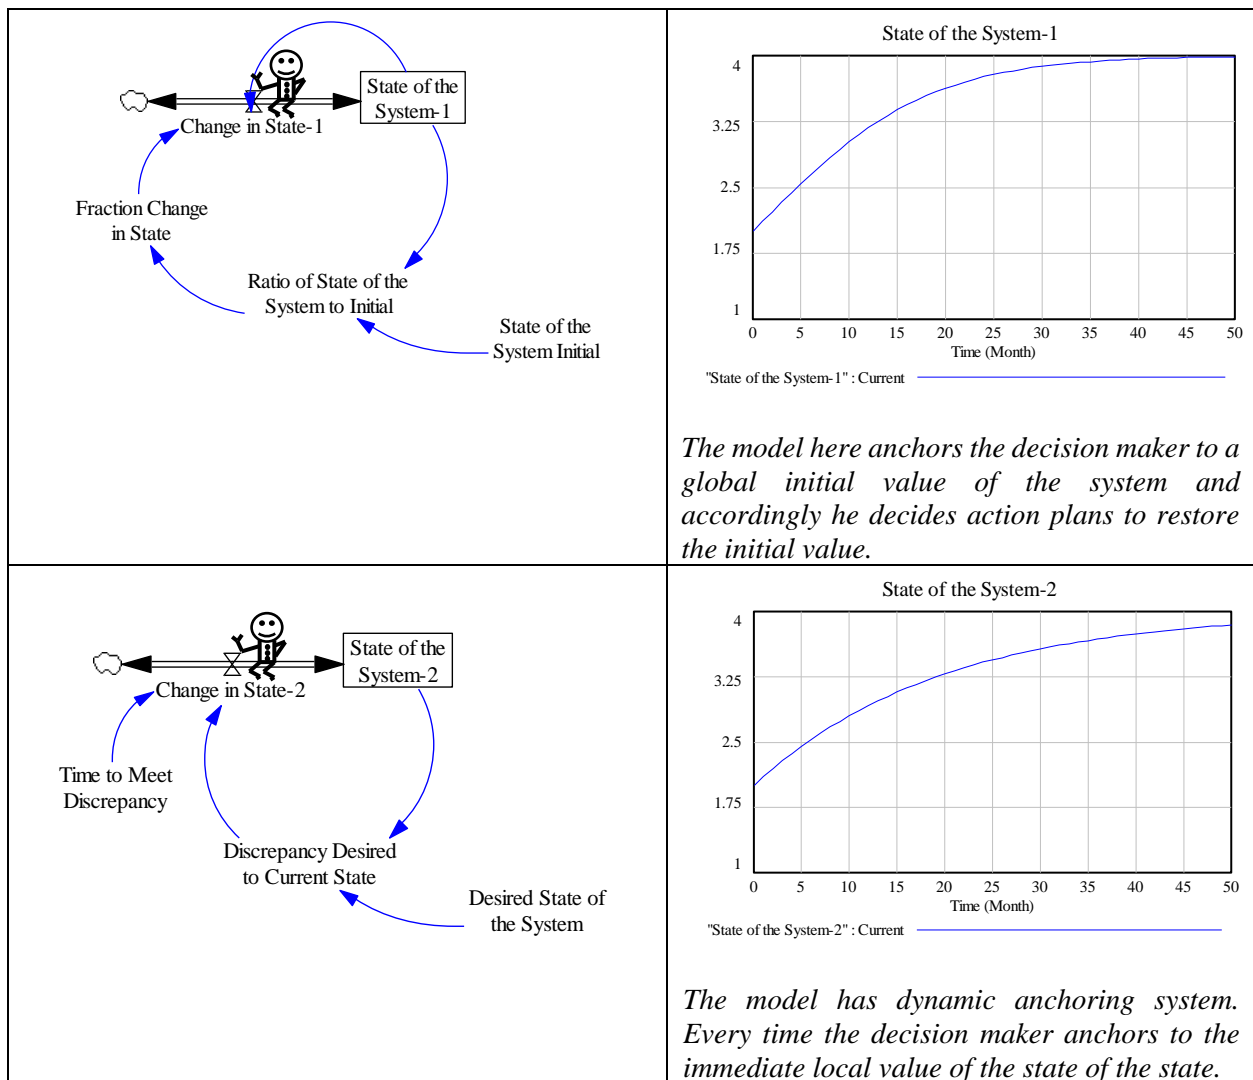 State of the
System-1
Change in State-1
Fraction Change
in State
Ratio of State of the
System to Initial
State of the
System Initial
State of the System-1
4
3.25
2.5
1.75
1
0 5 10 15 20 25 30 35 40 45 50
Time (Month)
"State of the System-1" : Current
The model here anchors the decision maker to a
global initial value of the system and
accordingly he decides action plans to restore
the initial value.
State of the
System-2
Change in State-2
Time to Meet
Discrepancy
Discrepancy Desired
to Current State
Desired State of
the System
State of the System-2
4
3.25
2.5
1.75
1
0 5 10 15 20 25 30 35 40 45 50
Time (Month)
"State of the System-2" : Current
The model has dynamic anchoring system.
Every time the decision maker anchors to the
immediate local value of the state of the state.